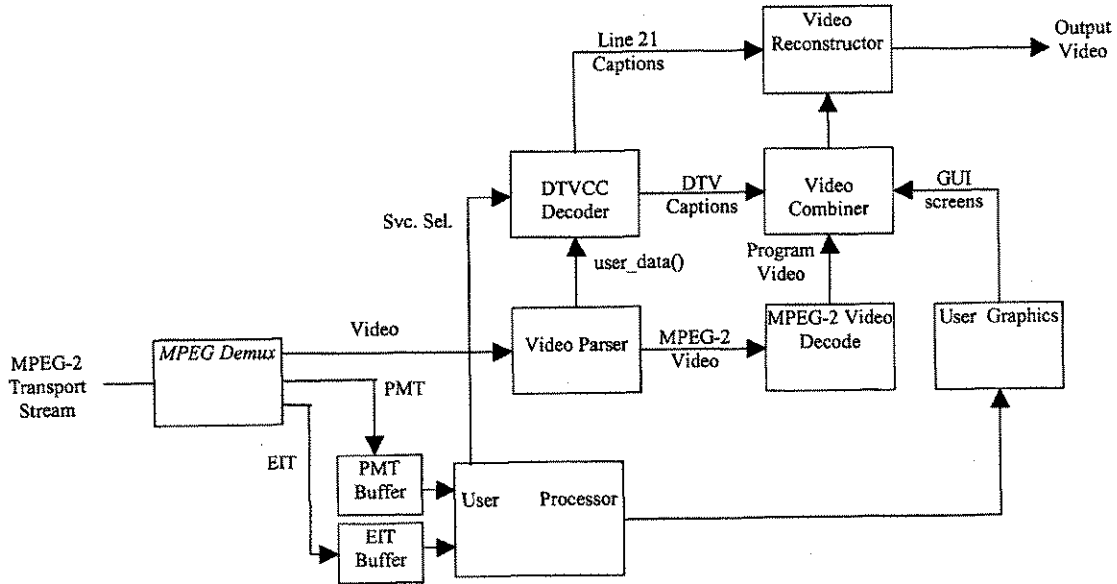 Video
Reconstructor
Output
Video
Line 21
Captions
DTVCC
Decoder
DTV
Captions
Video
Combiner
GUI
screens
Svc. Sel.
user_data()
Program
Video
Video
Video Parser
MPEG-2
Video
MPEG-2 Video
Decode
User Graphics
MPEG-2
Transport
Stream
MPEG Demux
PMT
EIT
PMT
Buffer
User Processor
EIT
Buffer